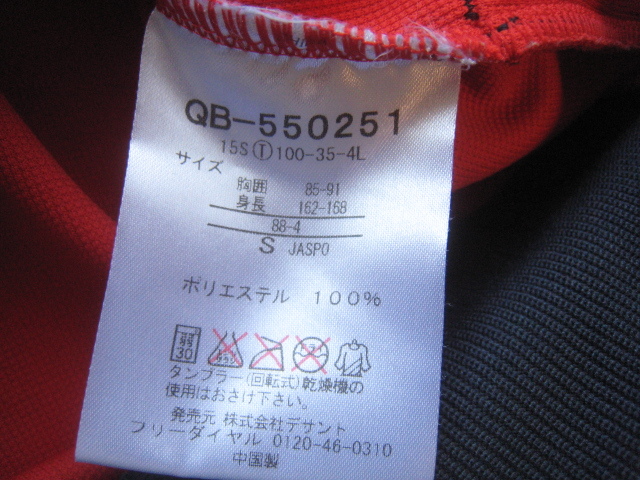 QB-550251
15SⓉ100-35-4L
サイズ
胸囲 85-91
身長 162-168
88-4
S JASPO
ポリエステル 100%
弱
30
タンブラー(回転式)乾燥機の
使用はおさけ下さい。
発売元 株式会社デサント
フリーダイヤル 0120-46-0310
中国製